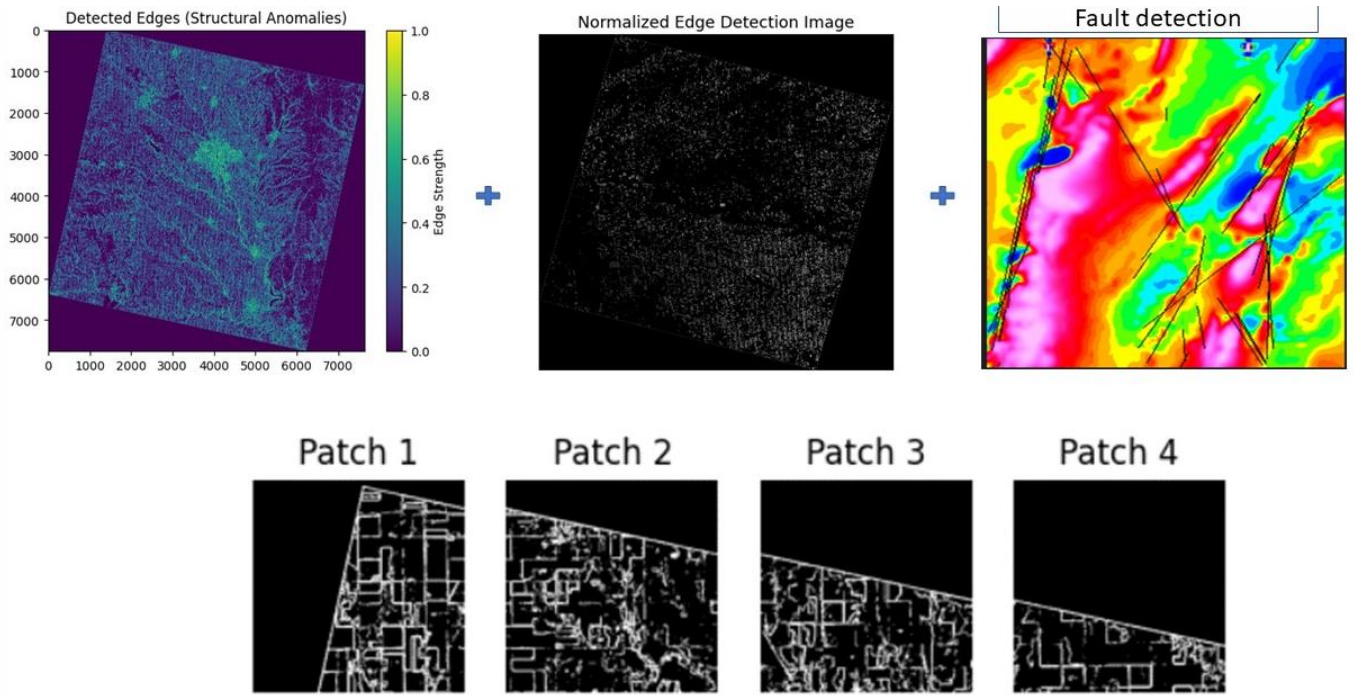 Detected Edges (Structural Anomalies)
0
1000
2000
3000
4000
5000
6000
7000
0 1000 2000 3000 4000 5000 6000 7000
1.0
0.8
0.6
0.4
0.2
0.0
Edge Strength
Normalized Edge Detection Image
Fault detection
Patch 1
Patch 2
Patch 3
Patch 4